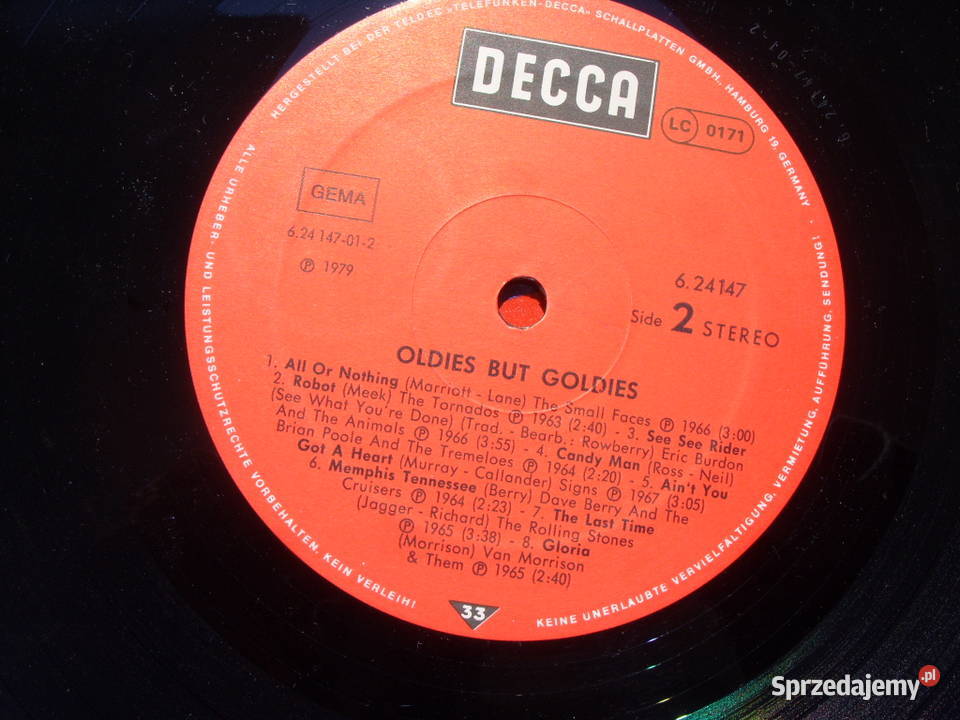 HERGESTELLT BEI DER TELDEC »TELEFUNKEN-DECCA« SCHALLPLATTEN GMBH., HAMBURG 19, GERMANY ·
DECCA
LC 0171
GEMA
6.24 147-01-2
℗ 1979
6.24147
Side 2 STEREO
OLDIES BUT GOLDIES
1. All Or Nothing (Marriott - Lane) The Small Faces ℗ 1966 (3:00)
2. Robot (Meek) The Tornados ℗ 1963 (2:40) - 3. See See Rider
(See What You're Done) (Trad. - Bearb.: Rowberry) Eric Burdon
And The Animals ℗ 1966 (3:55) - 4. Candy Man (Ross - Neil)
Brian Poole And The Tremeloes ℗ 1964 (2:20) - 5. Ain't You
Got A Heart (Murray - Callander) Signs ℗ 1967 (3:05)
6. Memphis Tennessee (Berry) Dave Berry And The
Cruisers ℗ 1964 (2:23) - 7. The Last Time
(Jagger - Richard) The Rolling Stones
℗ 1965 (3:38) - 8. Gloria
(Morrison) Van Morrison
& Them ℗ 1965 (2:40)
33
ALLE URHEBER- UND LEISTUNGSSCHUTZRECHTE VORBEHALTEN. KEIN VERLEIH!
KEINE UNERLAUBTE VERVIELFÄLTIGUNG, VERMIETUNG, AUFFÜHRUNG, SENDUNG!
Sprzedajemy.pl